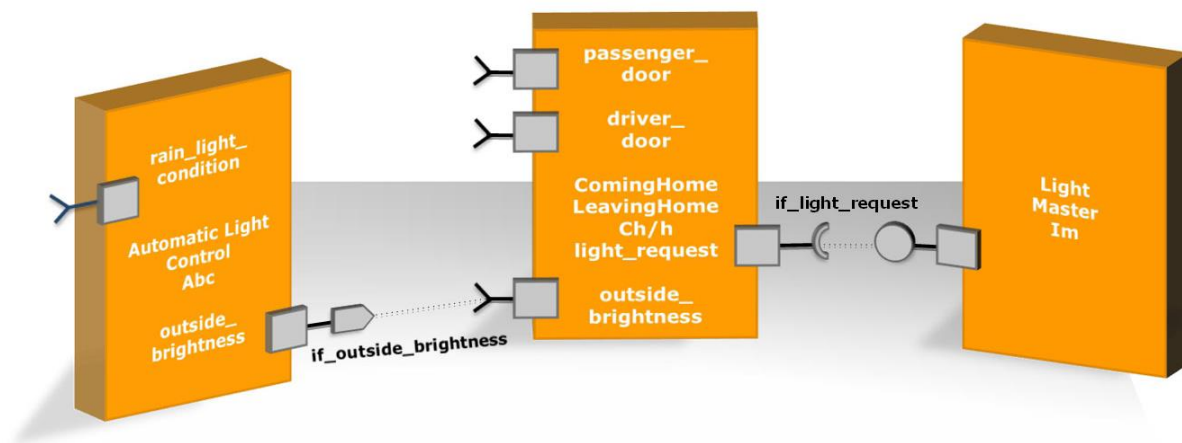 rain_light_
condition
Automatic Light
Control
Abc
outside_
brightness
if_outside_brightness
passenger_
door
driver_
door
ComingHome
LeavingHome
Ch/h
light_request
outside_
brightness
if_light_request
Light
Master
Im